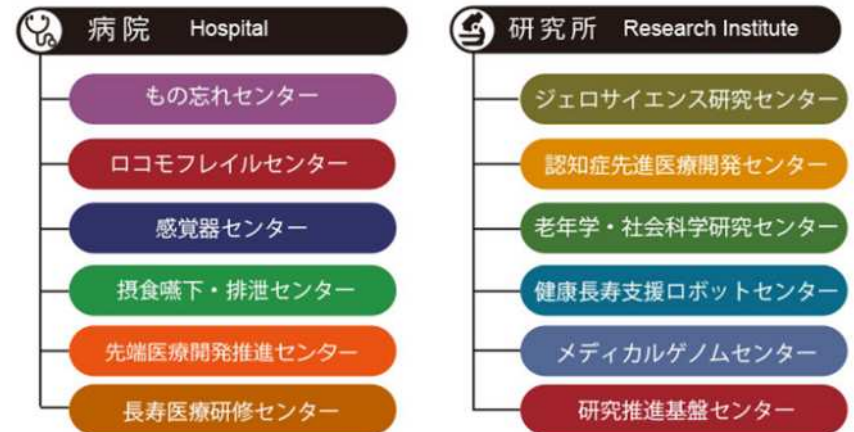 病院 Hospital
もの忘れセンター
ロコモフレイルセンター
感覚器センター
摂食嚥下・排泄センター
先端医療開発推進センター
長寿医療研修センター
研究所 Research Institute
ジェロサイエンス研究センター
認知症先進医療開発センター
老年学・社会科学研究センター
健康長寿支援ロボットセンター
メディカルゲノムセンター
研究推進基盤センター